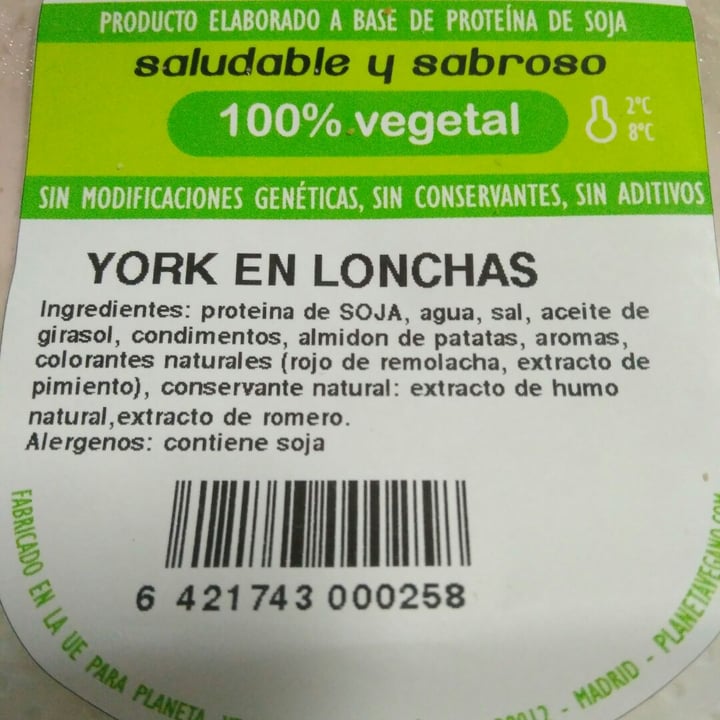 PRODUCTO ELABORADO A BASE DE PROTEÍNA DE SOJA
saludable y sabroso
100% vegetal
2°C
8°C
SIN MODIFICACIONES GENÉTICAS, SIN CONSERVANTES, SIN ADITIVOS
YORK EN LONCHAS
Ingredientes: proteina de SOJA, agua, sal, aceite de
girasol, condimentos, almidon de patatas, aromas,
colorantes naturales (rojo de remolacha, extracto de
pimiento), conservante natural: extracto de humo
natural,extracto de romero.
Alergenos: contiene soja
6 421743 000258
FABRICADO EN LA UE PARA PLANETA
MADRID - PLANETAVEGANO.COM